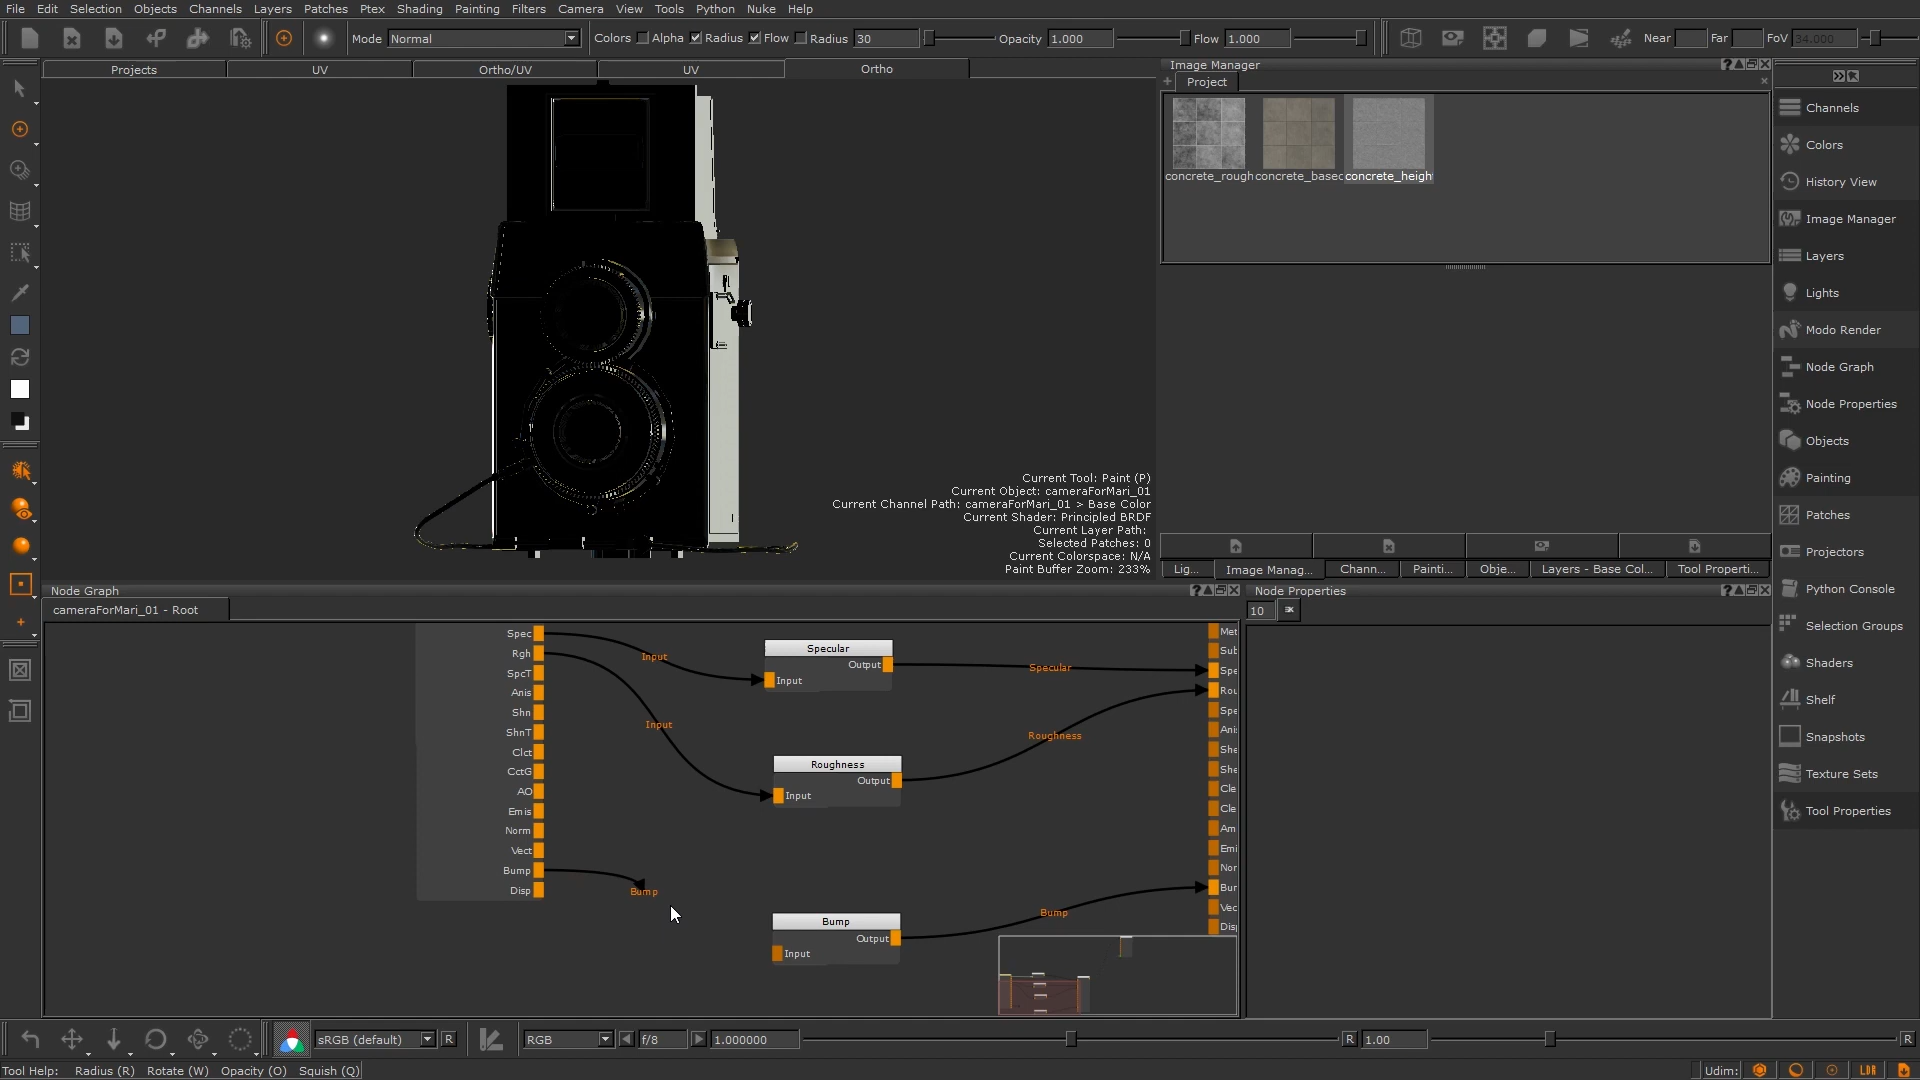 File Edit Selection Objects Channels Layers Patches Ptex Shading Painting Filters Camera View Tools Python Nuke Help
Mode Normal Colors Alpha Radius Flow Radius 30 Opacity 1.000 Flow 1.000 Near Far FoV 34.000
Projects UV Ortho/UV UV Ortho
Image Manager
Project
concrete_rough concrete_basec concrete_heigh
Current Tool: Paint (P)
Current Object: cameraForMari_01
Current Channel Path: cameraForMari_01 > Base Color
Current Shader: Principled BRDF
Current Layer Path:
Selected Patches: 0
Current Colorspace: N/A
Paint Buffer Zoom: 233%
Lig... Image Manag... Chann... Painti... Obje... Layers - Base Col... Tool Properti...
Channels
Colors
History View
Image Manager
Layers
Lights
Modo Render
Node Graph
Node Properties
Objects
Painting
Patches
Projectors
Python Console
Selection Groups
Shaders
Shelf
Snapshots
Texture Sets
Tool Properties
Node Graph
cameraForMari_01 - Root
Spec
Rgh
SpcT
Anis
Shn
ShnT
Clct
CctG
AO
Emis
Norm
Vect
Bump
Disp
Input
Input
Bump
Specular
Output
Input
Roughness
Output
Input
Bump
Output
Input
Specular
Roughness
Bump
Met
Sub
Spe
Rou
Spe
Ani
She
She
Cle
Cle
Am
Emi
Nor
Bur
Vec
Disp
Node Properties
10
sRGB (default) R RGB f/8 1.000000 R 1.00 R
Tool Help: Radius (R) Rotate (W) Opacity (O) Squish (Q)
Udim: LDR